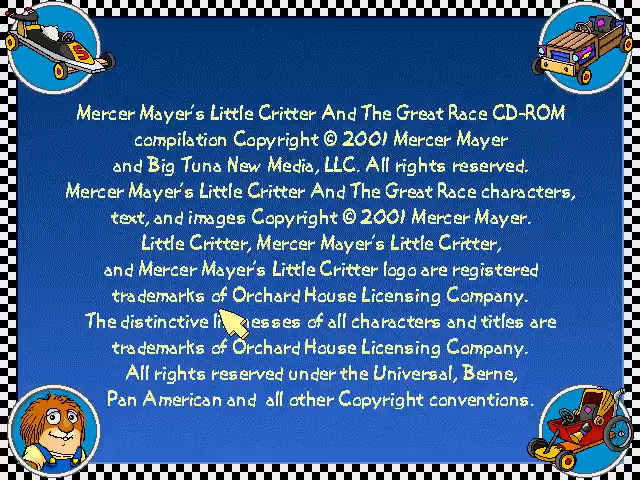 Mercer Mayer's Little Critter And The Great Race CD-ROM
compilation Copyright © 2001 Mercer Mayer
and Big Tuna New Media, LLC. All rights reserved.
Mercer Mayer's Little Critter And The Great Race characters,
text, and images Copyright © 2001 Mercer Mayer.
Little Critter, Mercer Mayer's Little Critter,
and Mercer Mayer's Little Critter logo are registered
trademarks of Orchard House Licensing Company.
The distinctive of all characters and titles are
trademarks of Orchard House Licensing Company.
All rights reserved under the Universal, Berne,
Pan American and all other Copyright conventions.